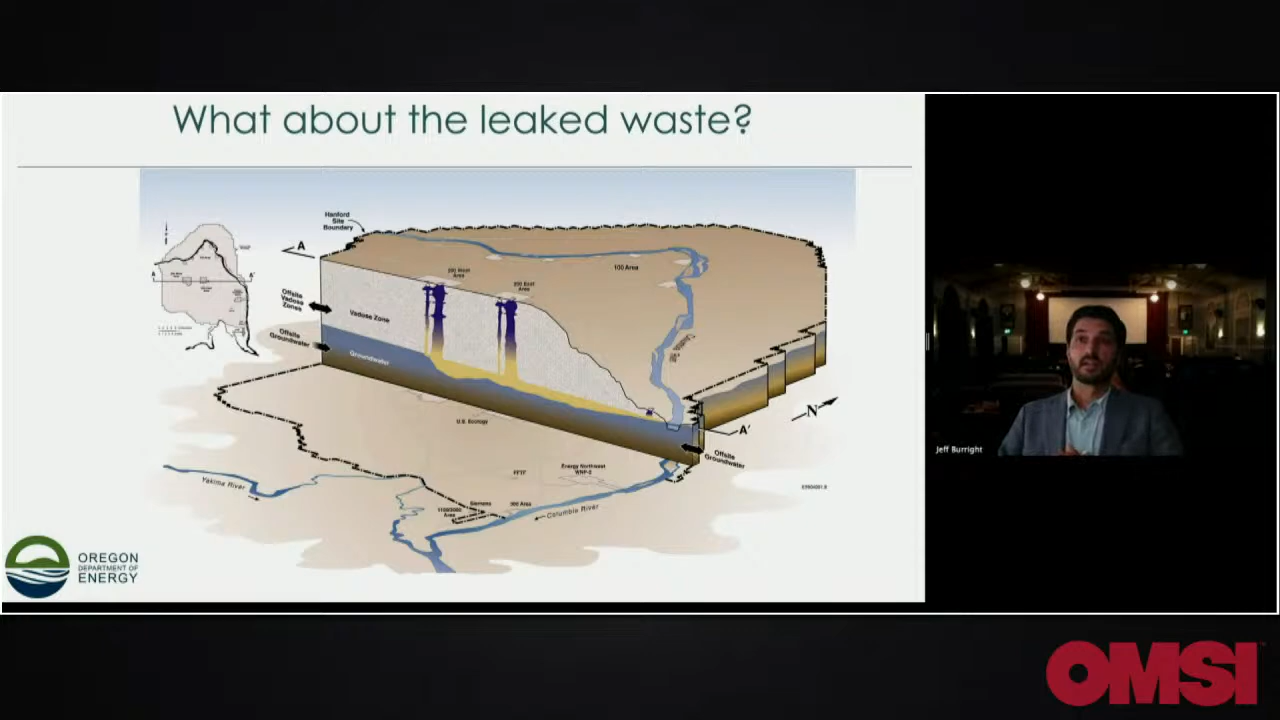 What about the leaked waste?
Hanford
Site
Boundary
A
200 West
Area
200 East
Area
100 Area
Offsite
Vadose
Zones
Vadose Zone
Offsite
Groundwater
Groundwater
N
A'
U.S. Ecology
Offsite
Groundwater
Energy Northwest
WNP-2
FFTF
Yakima River
Siemens
300 Area
Area
Columbia River
OREGON
DEPARTMENT OF
ENERGY
Jeff Burright
OMSI